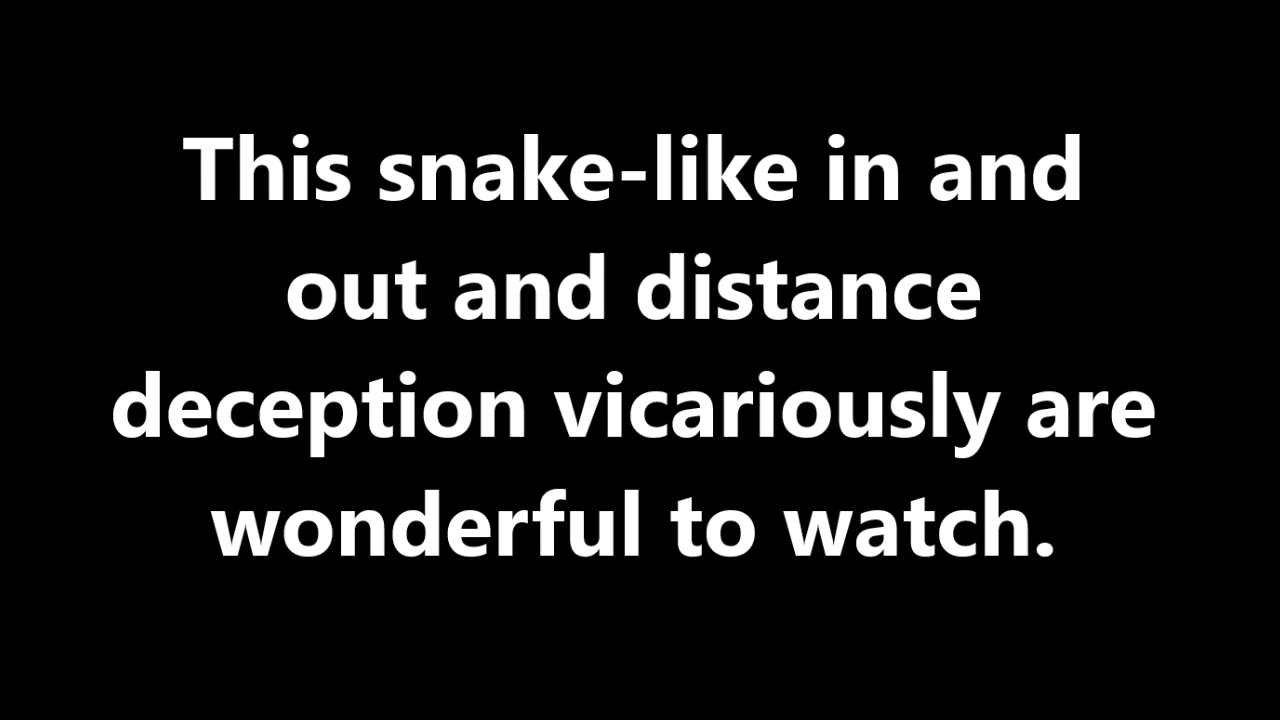 This snake-like in and
out and distance
deception vicariously are
wonderful to watch.